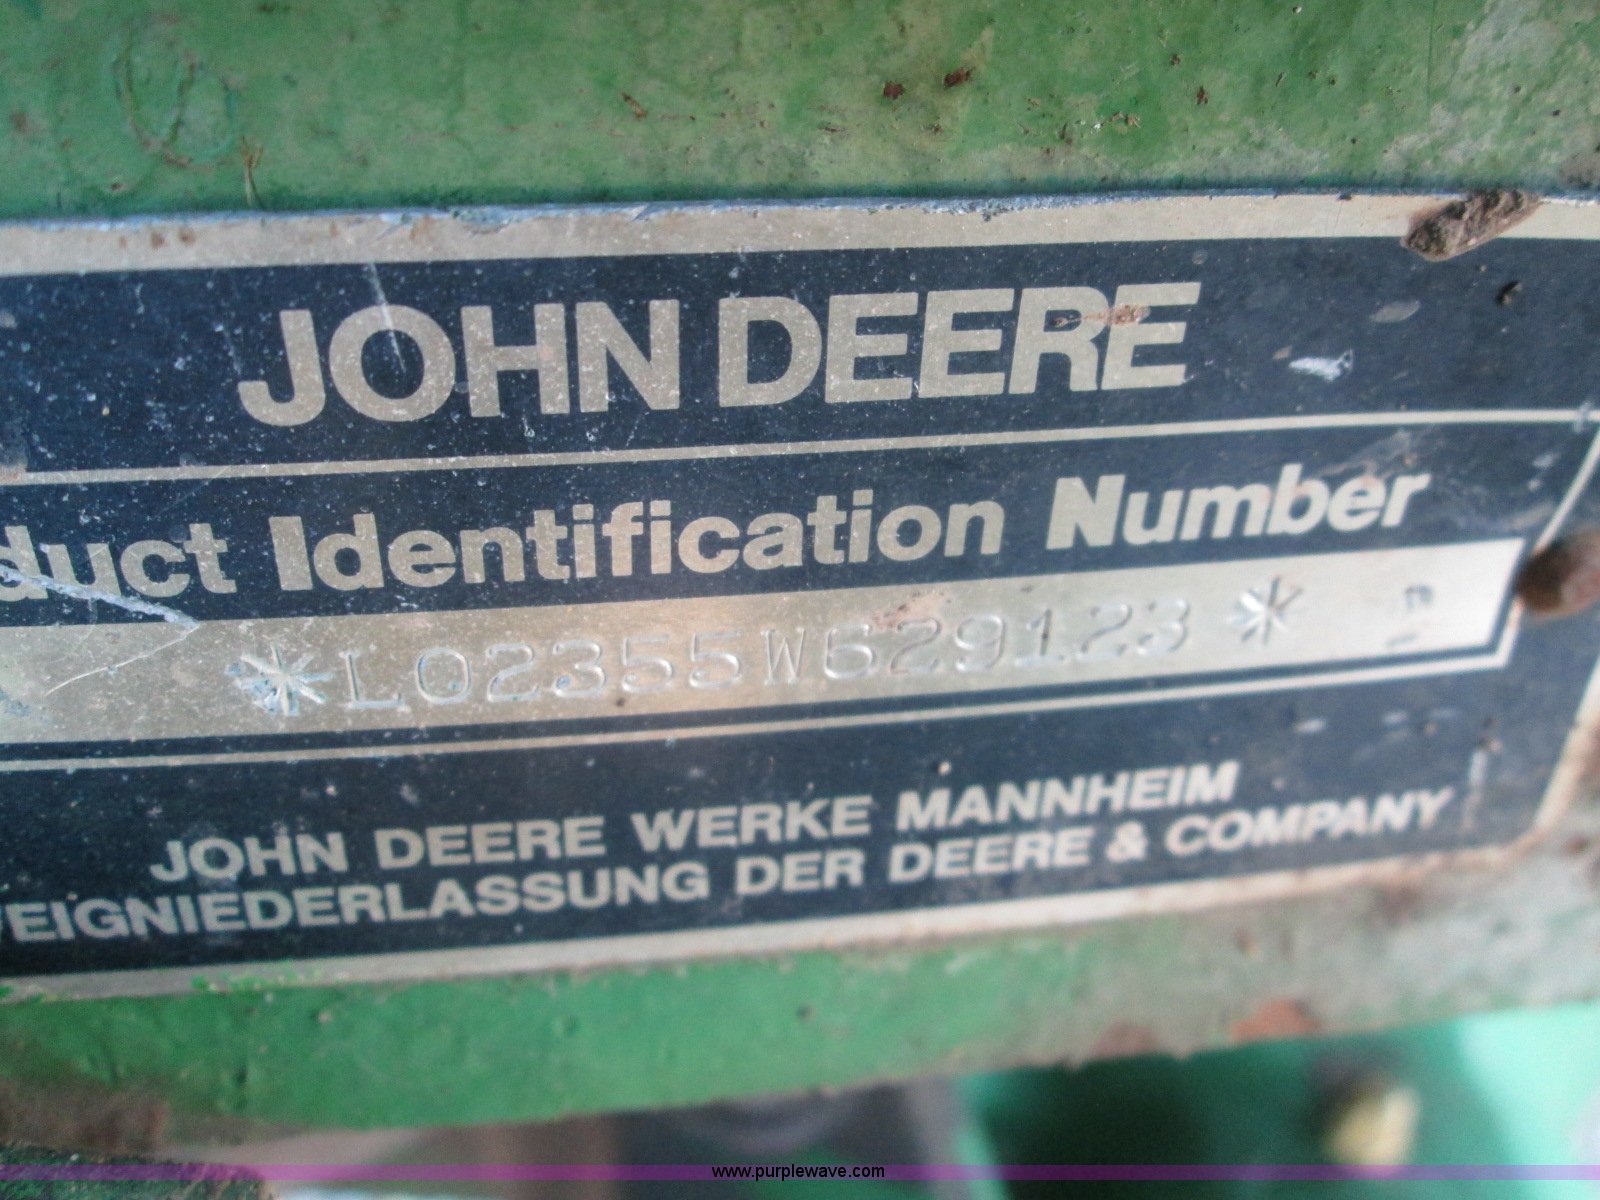 JOHN DEERE
duct Identification Number
*L02355W629123*
JOHN DEERE WERKE MANNHEIM
EIGNIEDERLASSUNG DER DEERE & COMPANY
www.purplewave.com